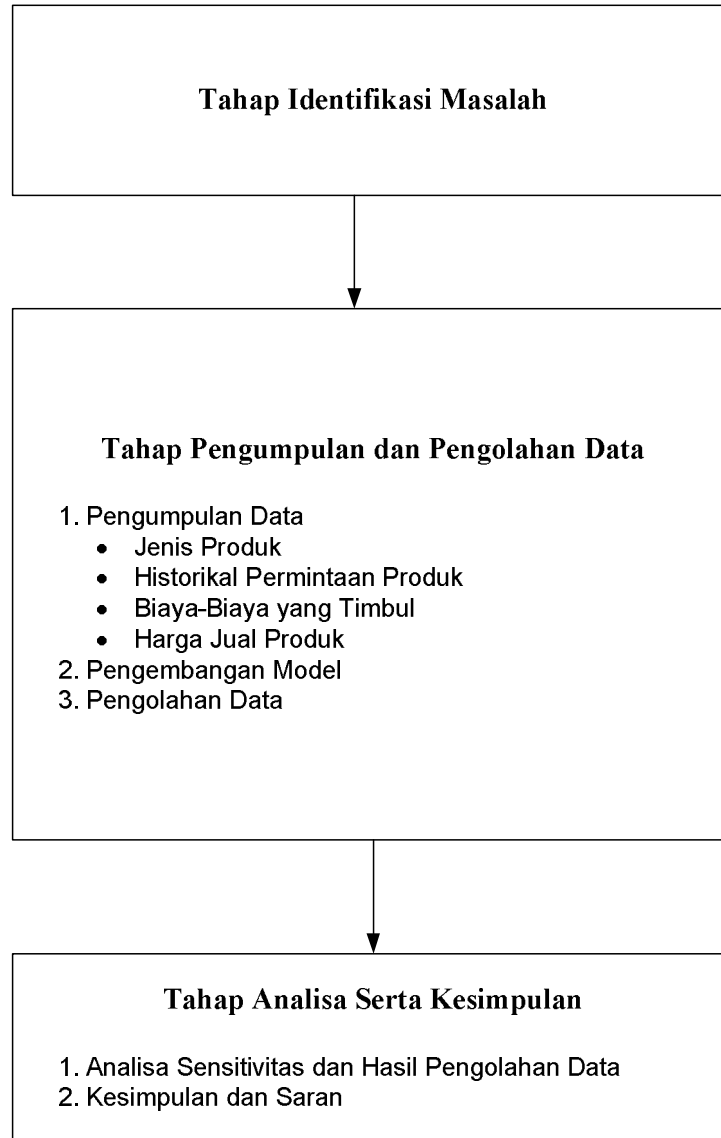 Tahap Identifikasi Masalah
Tahap Pengumpulan dan Pengolahan Data
1. Pengumpulan Data
• Jenis Produk
• Historikal Permintaan Produk
• Biaya-Biaya yang Timbul
• Harga Jual Produk
2. Pengembangan Model
3. Pengolahan Data
Tahap Analisa Serta Kesimpulan
1. Analisa Sensitivitas dan Hasil Pengolahan Data
2. Kesimpulan dan Saran